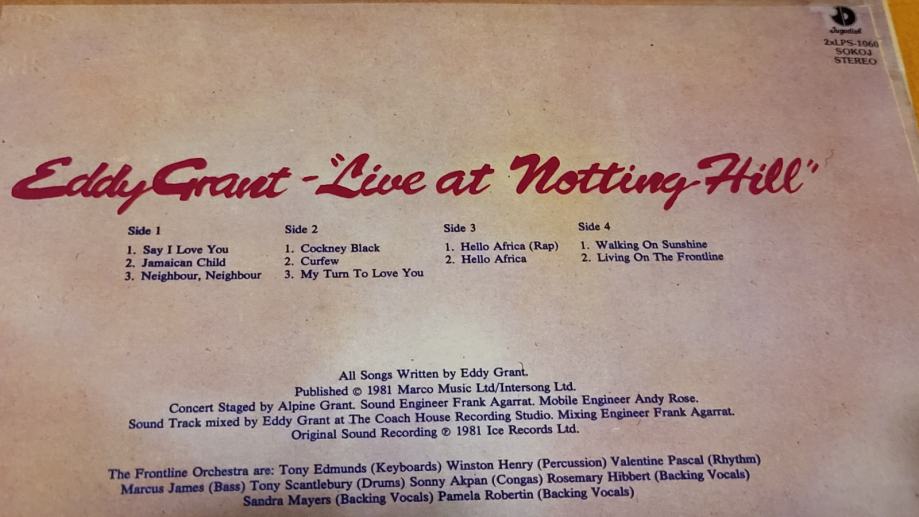 Jugodisk
2xLPS-1060
SOKOJ
STEREO
Eddy Grant - "Live at Notting Hill"
Side 1
1. Say I Love You
2. Jamaican Child
3. Neighbour, Neighbour
Side 2
1. Cockney Black
2. Curfew
3. My Turn To Love You
Side 3
1. Hello Africa (Rap)
2. Hello Africa
Side 4
1. Walking On Sunshine
2. Living On The Frontline
All Songs Written by Eddy Grant.
Published © 1981 Marco Music Ltd/Intersong Ltd.
Concert Staged by Alpine Grant. Sound Engineer Frank Agarrat. Mobile Engineer Andy Rose.
Sound Track mixed by Eddy Grant at The Coach House Recording Studio. Mixing Engineer Frank Agarrat.
Original Sound Recording ℗ 1981 Ice Records Ltd.
The Frontline Orchestra are: Tony Edmunds (Keyboards) Winston Henry (Percussion) Valentine Pascal (Rhythm)
Marcus James (Bass) Tony Scantlebury (Drums) Sonny Akpan (Congas) Rosemary Hibbert (Backing Vocals)
Sandra Mayers (Backing Vocals) Pamela Robertin (Backing Vocals)